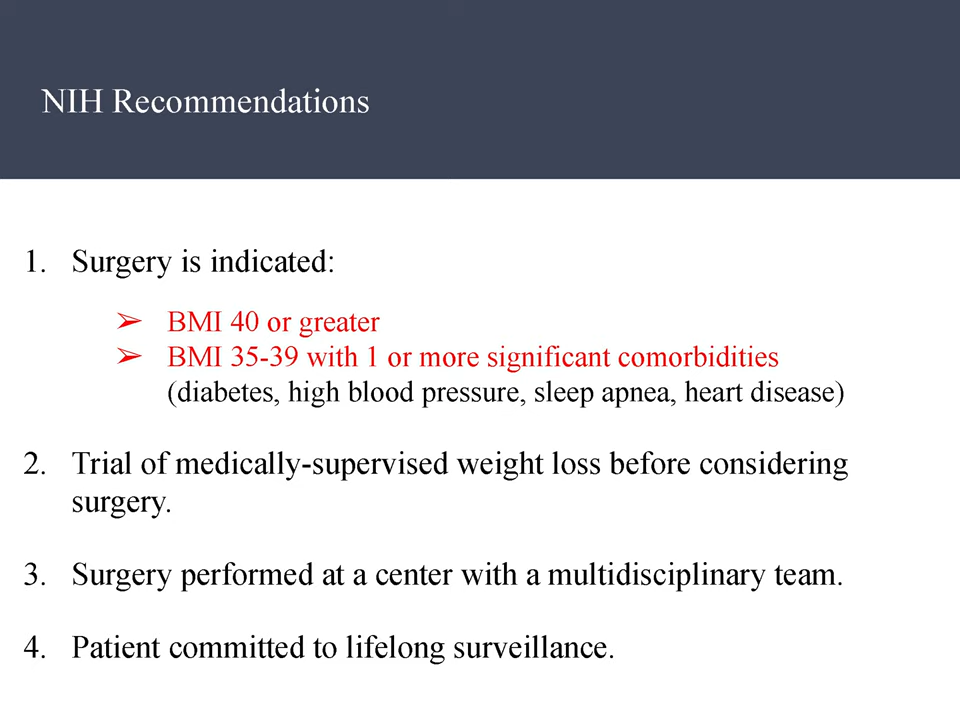 NIH Recommendations
1. Surgery is indicated:
➢ BMI 40 or greater
➢ BMI 35-39 with 1 or more significant comorbidities
(diabetes, high blood pressure, sleep apnea, heart disease)
2. Trial of medically-supervised weight loss before considering
surgery.
3. Surgery performed at a center with a multidisciplinary team.
4. Patient committed to lifelong surveillance.